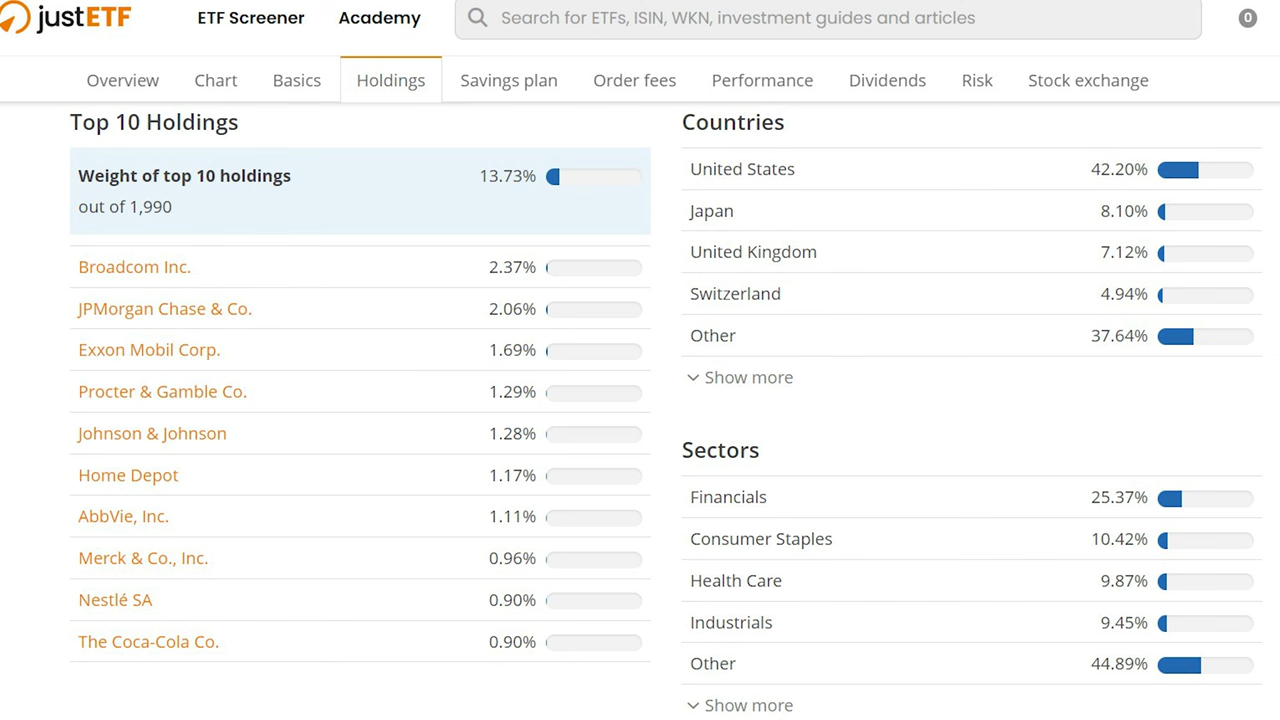 justETF
ETF Screener
Academy
Search for ETFs, ISIN, WKN, investment guides and articles
0
Overview
Chart
Basics
Holdings
Savings plan
Order fees
Performance
Dividends
Risk
Stock exchange
Top 10 Holdings
Weight of top 10 holdings 13.73%
out of 1,990
Broadcom Inc. 2.37%
JPMorgan Chase & Co. 2.06%
Exxon Mobil Corp. 1.69%
Procter & Gamble Co. 1.29%
Johnson & Johnson 1.28%
Home Depot 1.17%
AbbVie, Inc. 1.11%
Merck & Co., Inc. 0.96%
Nestlé SA 0.90%
The Coca-Cola Co. 0.90%
Countries
United States 42.20%
Japan 8.10%
United Kingdom 7.12%
Switzerland 4.94%
Other 37.64%
Show more
Sectors
Financials 25.37%
Consumer Staples 10.42%
Health Care 9.87%
Industrials 9.45%
Other 44.89%
Show more